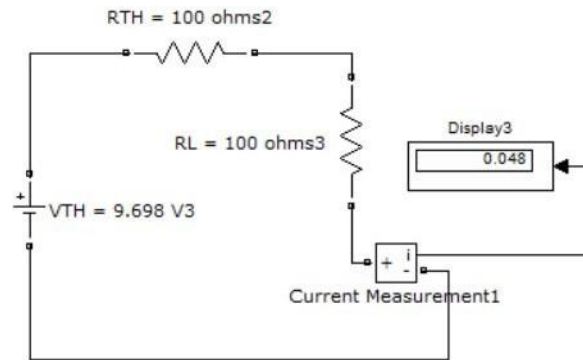 RTH = 100 ohms2
RL = 100 ohms3
Display3
0.048
+
VTH = 9.698 V3
+ i
-
Current Measurement1